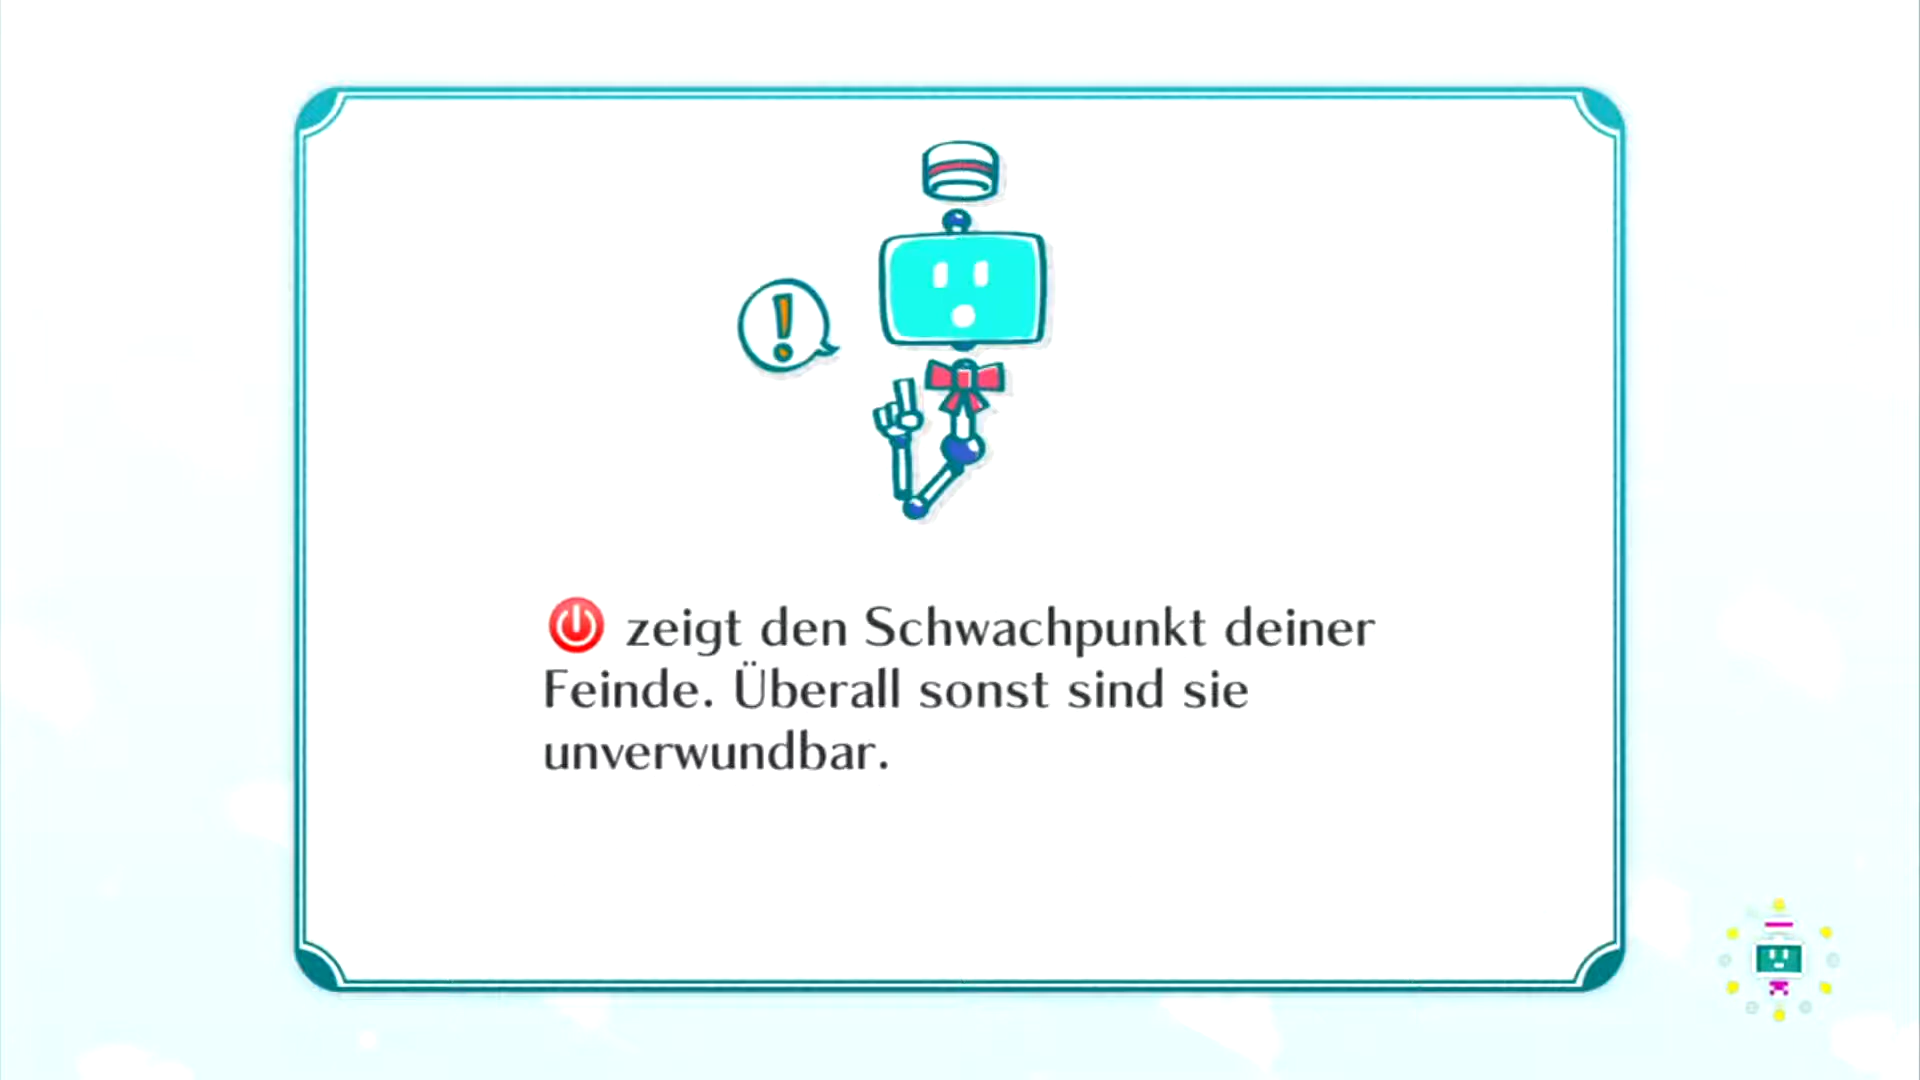 !
zeigt den Schwachpunkt deiner
Feinde. Überall sonst sind sie
unverwundbar.